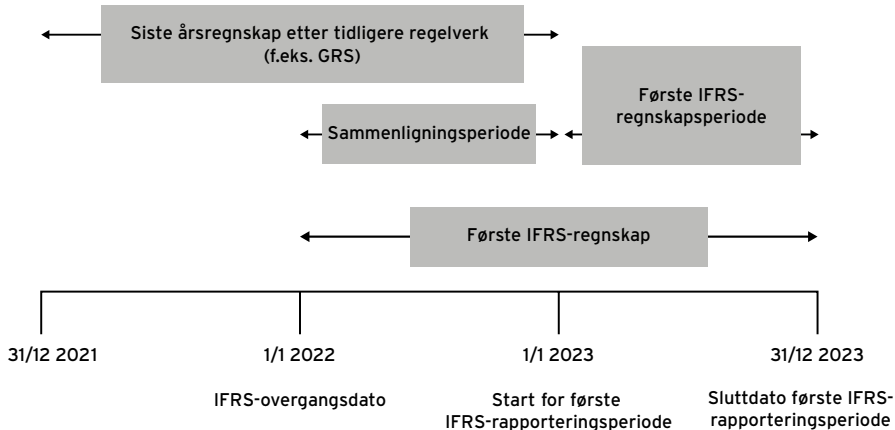 Siste årsregnskap etter tidligere regelverk
(f.eks. GRS)
Første IFRS-
regnskapsperiode
Sammenligningsperiode
Første IFRS-regnskap
31/12 2021
1/1 2022
1/1 2023
31/12 2023
IFRS-overgangsdato
Start for første
IFRS-rapporteringsperiode
Sluttdato første IFRS-
rapporteringsperiode